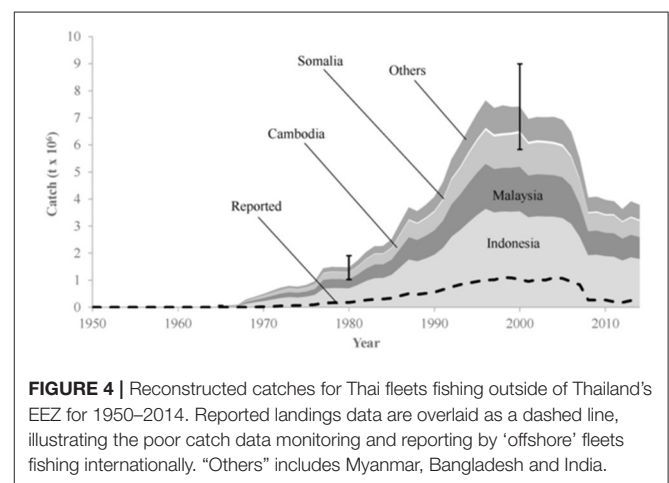 10
9
8
7
6
5
4
3
2
1
0
Catch (t x 10⁶)
Somalia
Others
Cambodia
Reported
Malaysia
Indonesia
1950 1960 1970 1980 1990 2000 2010
Year
FIGURE 4 | Reconstructed catches for Thai fleets fishing outside of Thailand's
EEZ for 1950–2014. Reported landings data are overlaid as a dashed line,
illustrating the poor catch data monitoring and reporting by 'offshore' fleets
fishing internationally. "Others" includes Myanmar, Bangladesh and India.